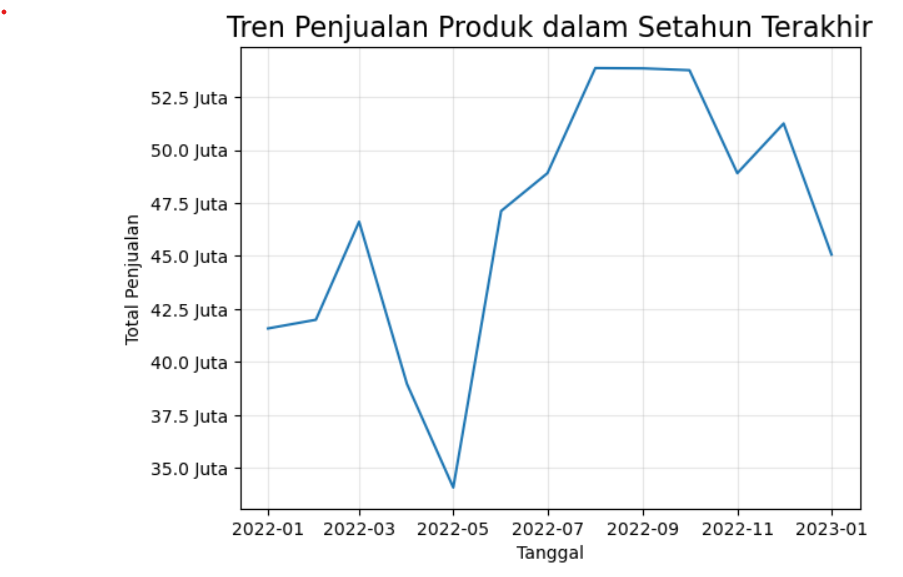 Tren Penjualan Produk dalam Setahun Terakhir
52.5 Juta
50.0 Juta
47.5 Juta
45.0 Juta
42.5 Juta
40.0 Juta
37.5 Juta
35.0 Juta
Total Penjualan
2022-01 2022-03 2022-05 2022-07 2022-09 2022-11 2023-01
Tanggal